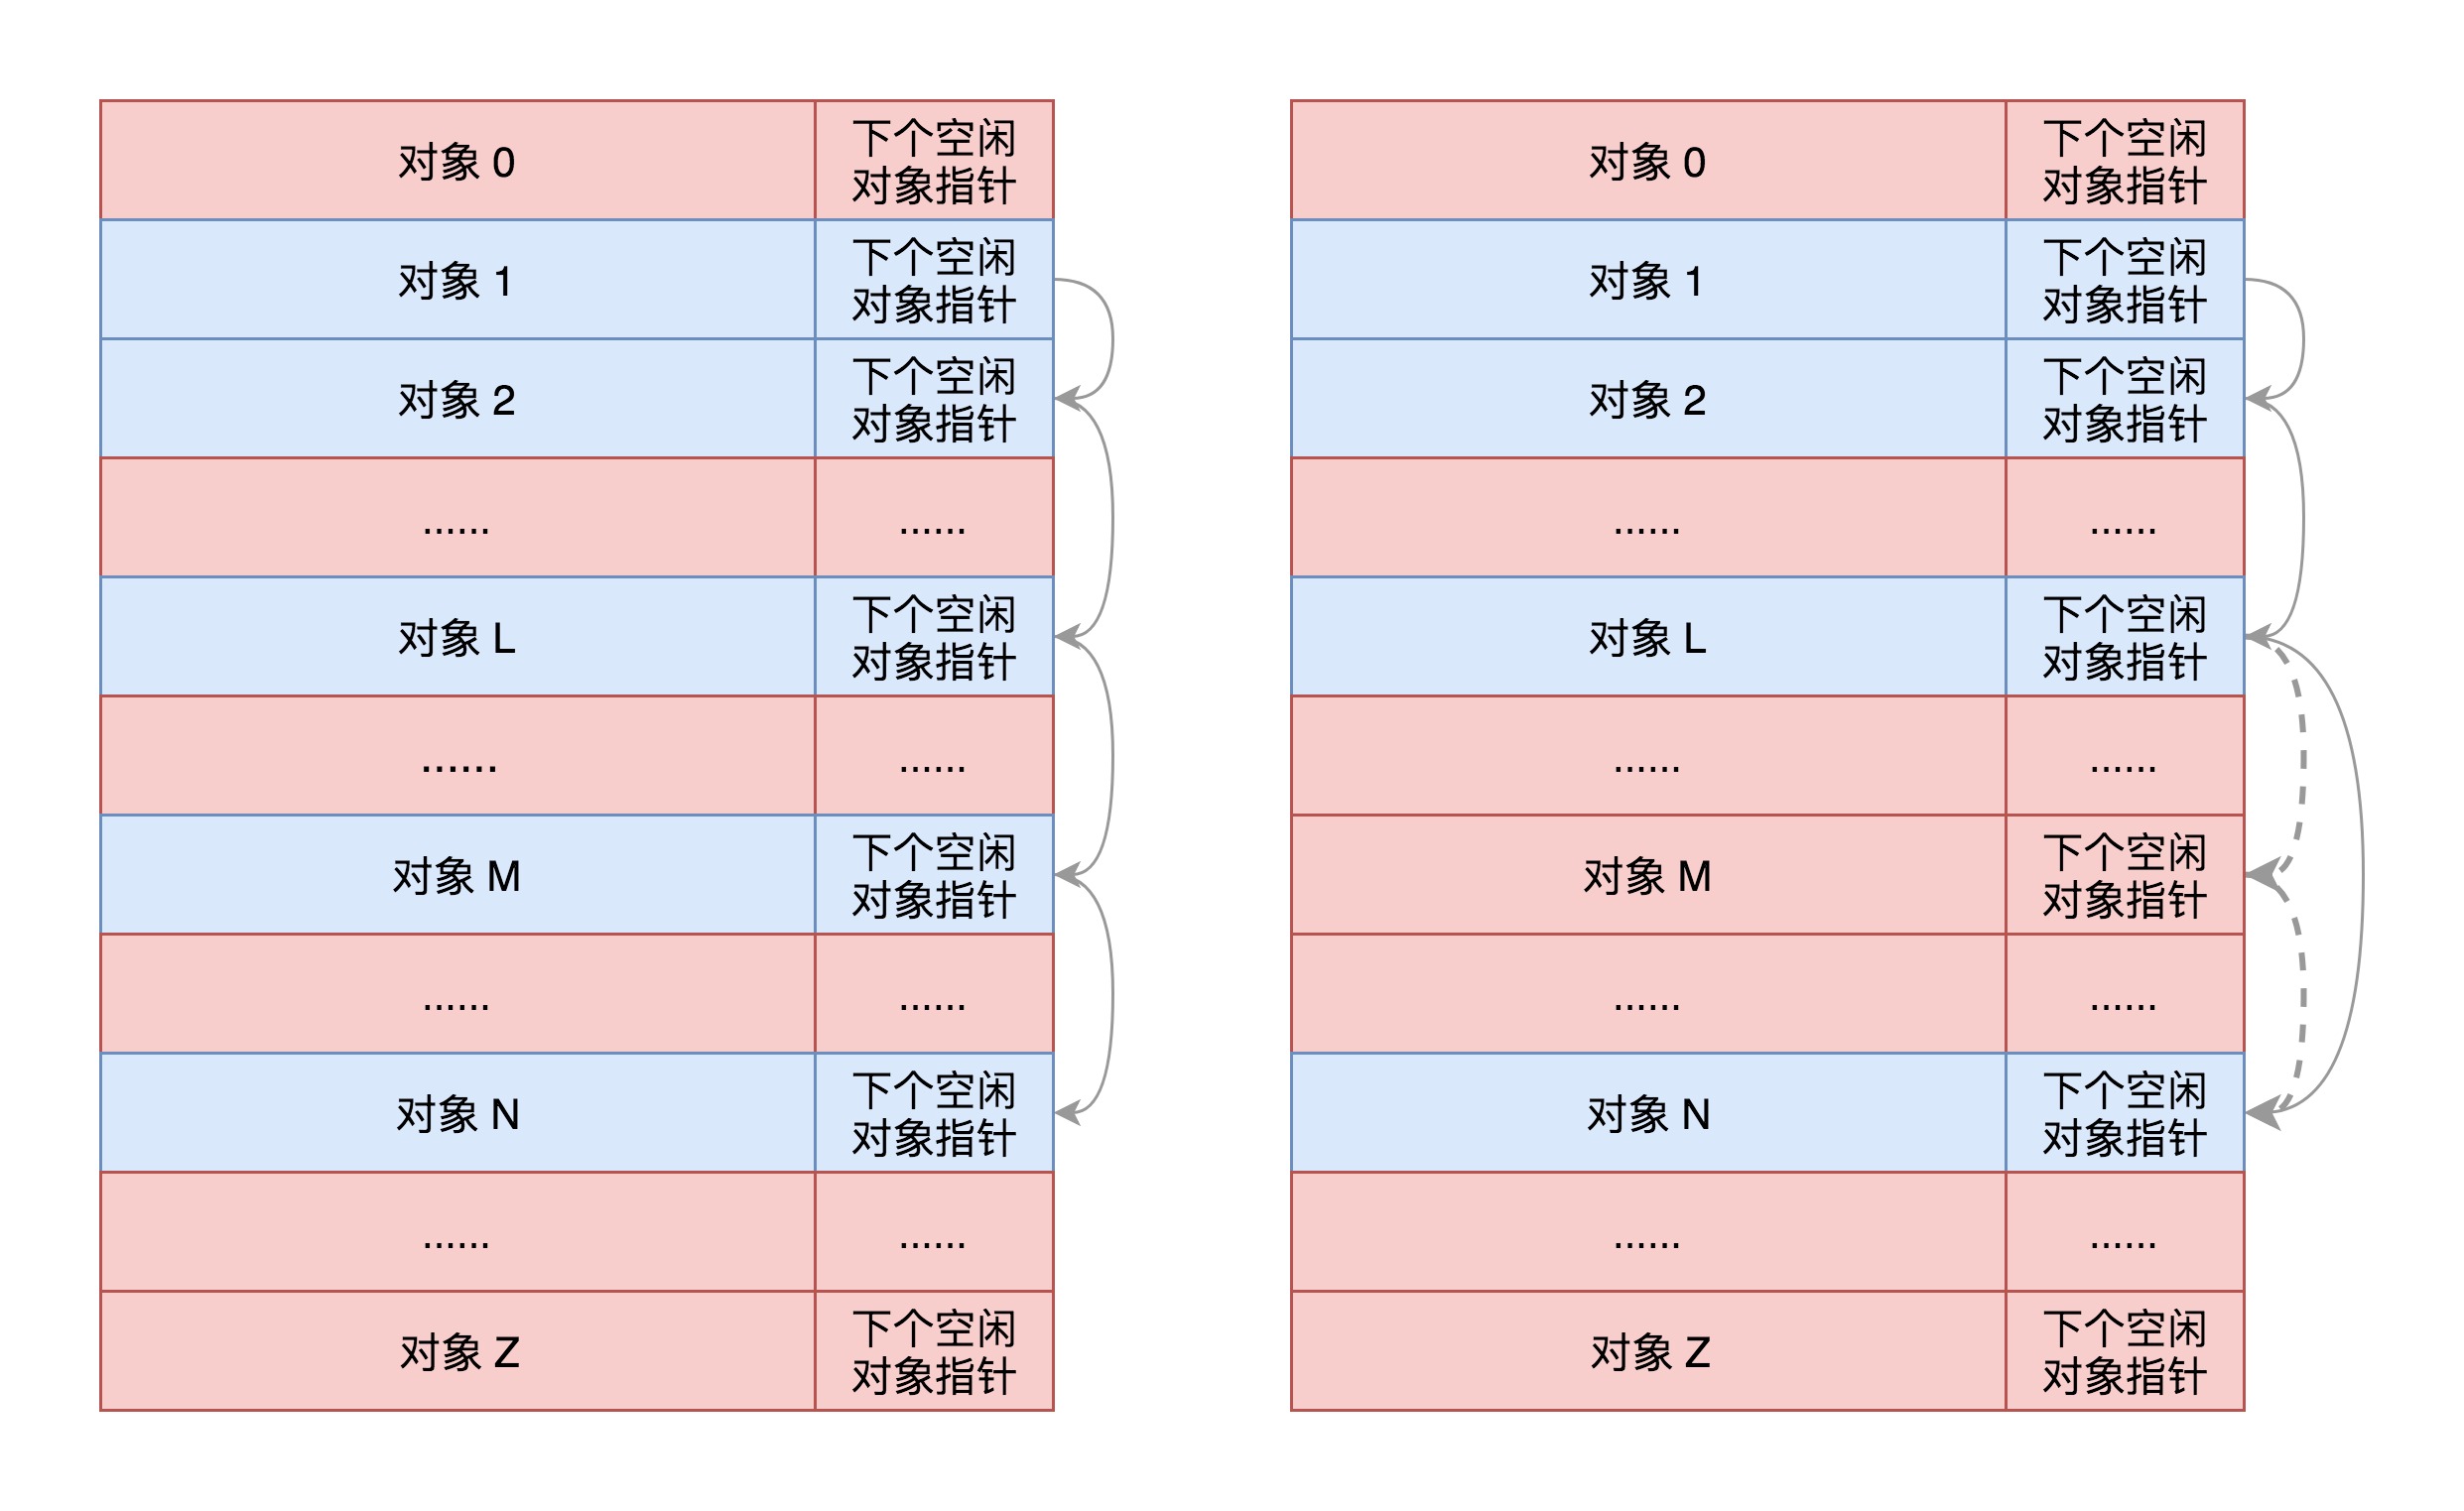 对象 0
下个空闲
对象指针
对象 1
下个空闲
对象指针
对象 2
下个空闲
对象指针
......
......
对象 L
下个空闲
对象指针
......
......
对象 M
下个空闲
对象指针
......
......
对象 N
下个空闲
对象指针
......
......
对象 Z
下个空闲
对象指针
对象 0
下个空闲
对象指针
对象 1
下个空闲
对象指针
对象 2
下个空闲
对象指针
......
......
对象 L
下个空闲
对象指针
......
......
对象 M
下个空闲
对象指针
......
......
对象 N
下个空闲
对象指针
......
......
对象 Z
下个空闲
对象指针